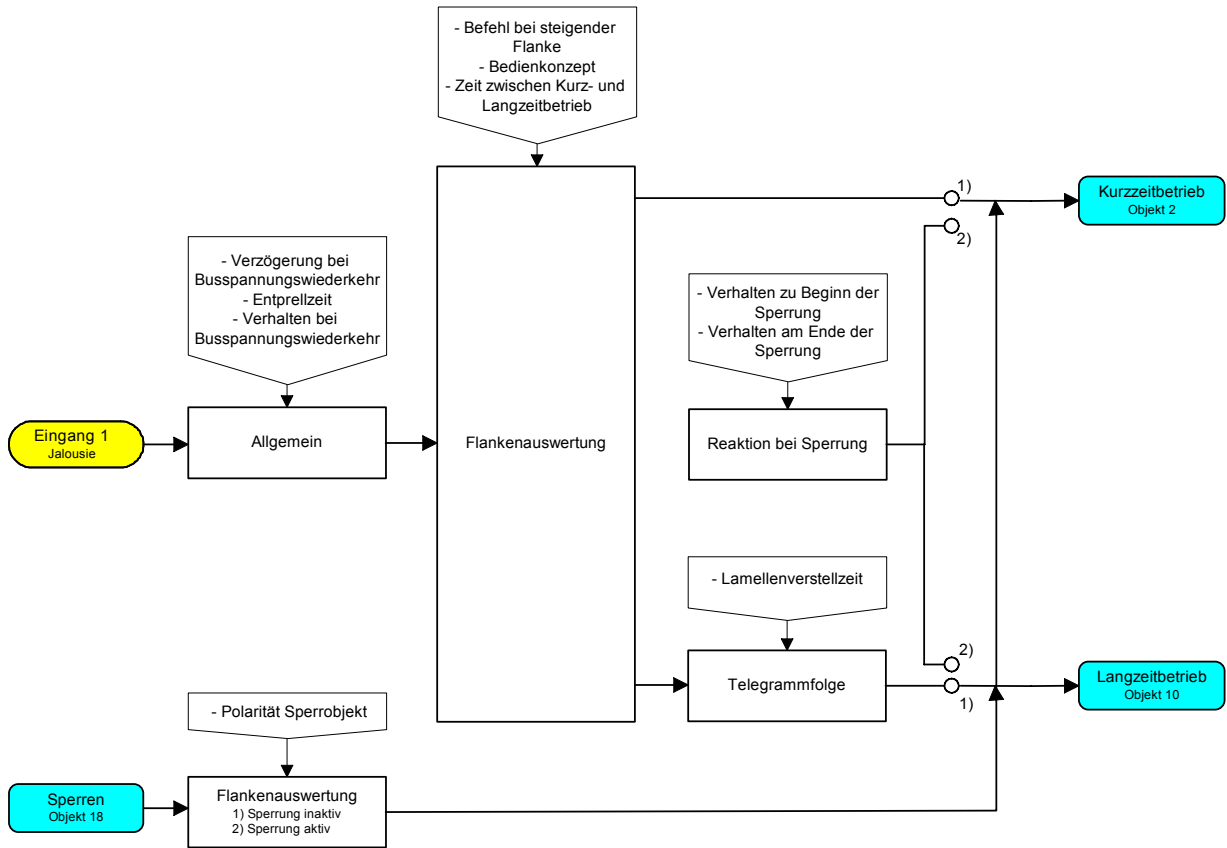 - Befehl bei steigender
Flanke
- Bedienkonzept
- Zeit zwischen Kurz- und
Langzeitbetrieb
1)
Kurzzeitbetrieb
Objekt 2
2)
- Verzögerung bei
Busspannungswiederkehr
- Entprellzeit
- Verhalten bei
Busspannungswiederkehr
- Verhalten zu Beginn der
Sperrung
- Verhalten am Ende der
Sperrung
Eingang 1
Jalousie
Allgemein
Flankenauswertung
Reaktion bei Sperrung
- Lamellenverstellzeit
2)
Telegrammfolge
Langzeitbetrieb
Objekt 10
1)
- Polarität Sperrobjekt
Sperren
Objekt 18
Flankenauswertung
1) Sperrung inaktiv
2) Sperrung aktiv